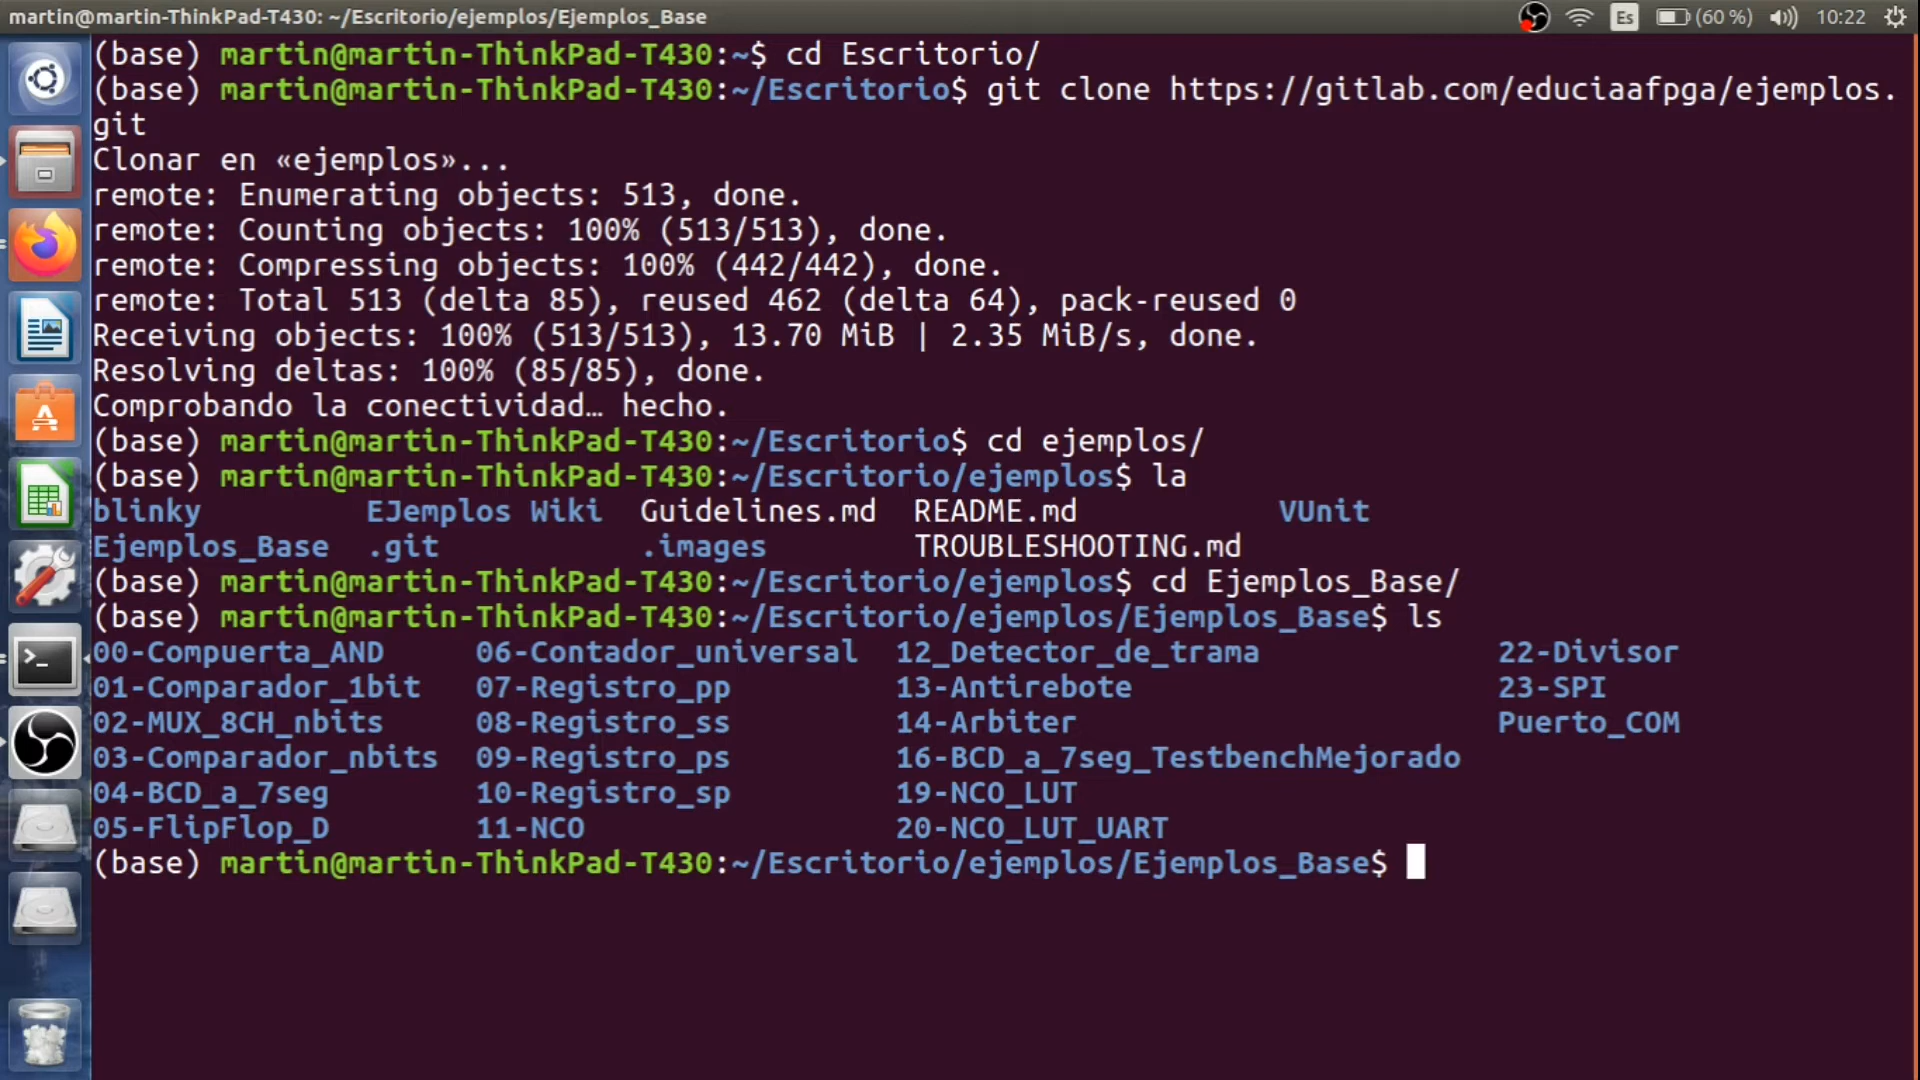 martin@martin-ThinkPad-T430: ~/Escritorio/ejemplos/Ejemplos_Base
Es
(60 %)
10:22
(base) martin@martin-ThinkPad-T430:~$ cd Escritorio/
(base) martin@martin-ThinkPad-T430:~/Escritorio$ git clone https://gitlab.com/educiaafpga/ejemplos.
git
Clonar en «ejemplos»...
remote: Enumerating objects: 513, done.
remote: Counting objects: 100% (513/513), done.
remote: Compressing objects: 100% (442/442), done.
remote: Total 513 (delta 85), reused 462 (delta 64), pack-reused 0
Receiving objects: 100% (513/513), 13.70 MiB | 2.35 MiB/s, done.
Resolving deltas: 100% (85/85), done.
Comprobando la conectividad… hecho.
(base) martin@martin-ThinkPad-T430:~/Escritorio$ cd ejemplos/
(base) martin@martin-ThinkPad-T430:~/Escritorio/ejemplos$ la
blinky EJemplos Wiki Guidelines.md README.md VUnit
Ejemplos_Base .git .images TROUBLESHOOTING.md
(base) martin@martin-ThinkPad-T430:~/Escritorio/ejemplos$ cd Ejemplos_Base/
(base) martin@martin-ThinkPad-T430:~/Escritorio/ejemplos/Ejemplos_Base$ ls
00-Compuerta_AND 06-Contador_universal 12_Detector_de_trama 22-Divisor
01-Comparador_1bit 07-Registro_pp 13-Antirebote 23-SPI
02-MUX_8CH_nbits 08-Registro_ss 14-Arbiter Puerto_COM
03-Comparador_nbits 09-Registro_ps 16-BCD_a_7seg_TestbenchMejorado
04-BCD_a_7seg 10-Registro_sp 19-NCO_LUT
05-FlipFlop_D 11-NCO 20-NCO_LUT_UART
(base) martin@martin-ThinkPad-T430:~/Escritorio/ejemplos/Ejemplos_Base$